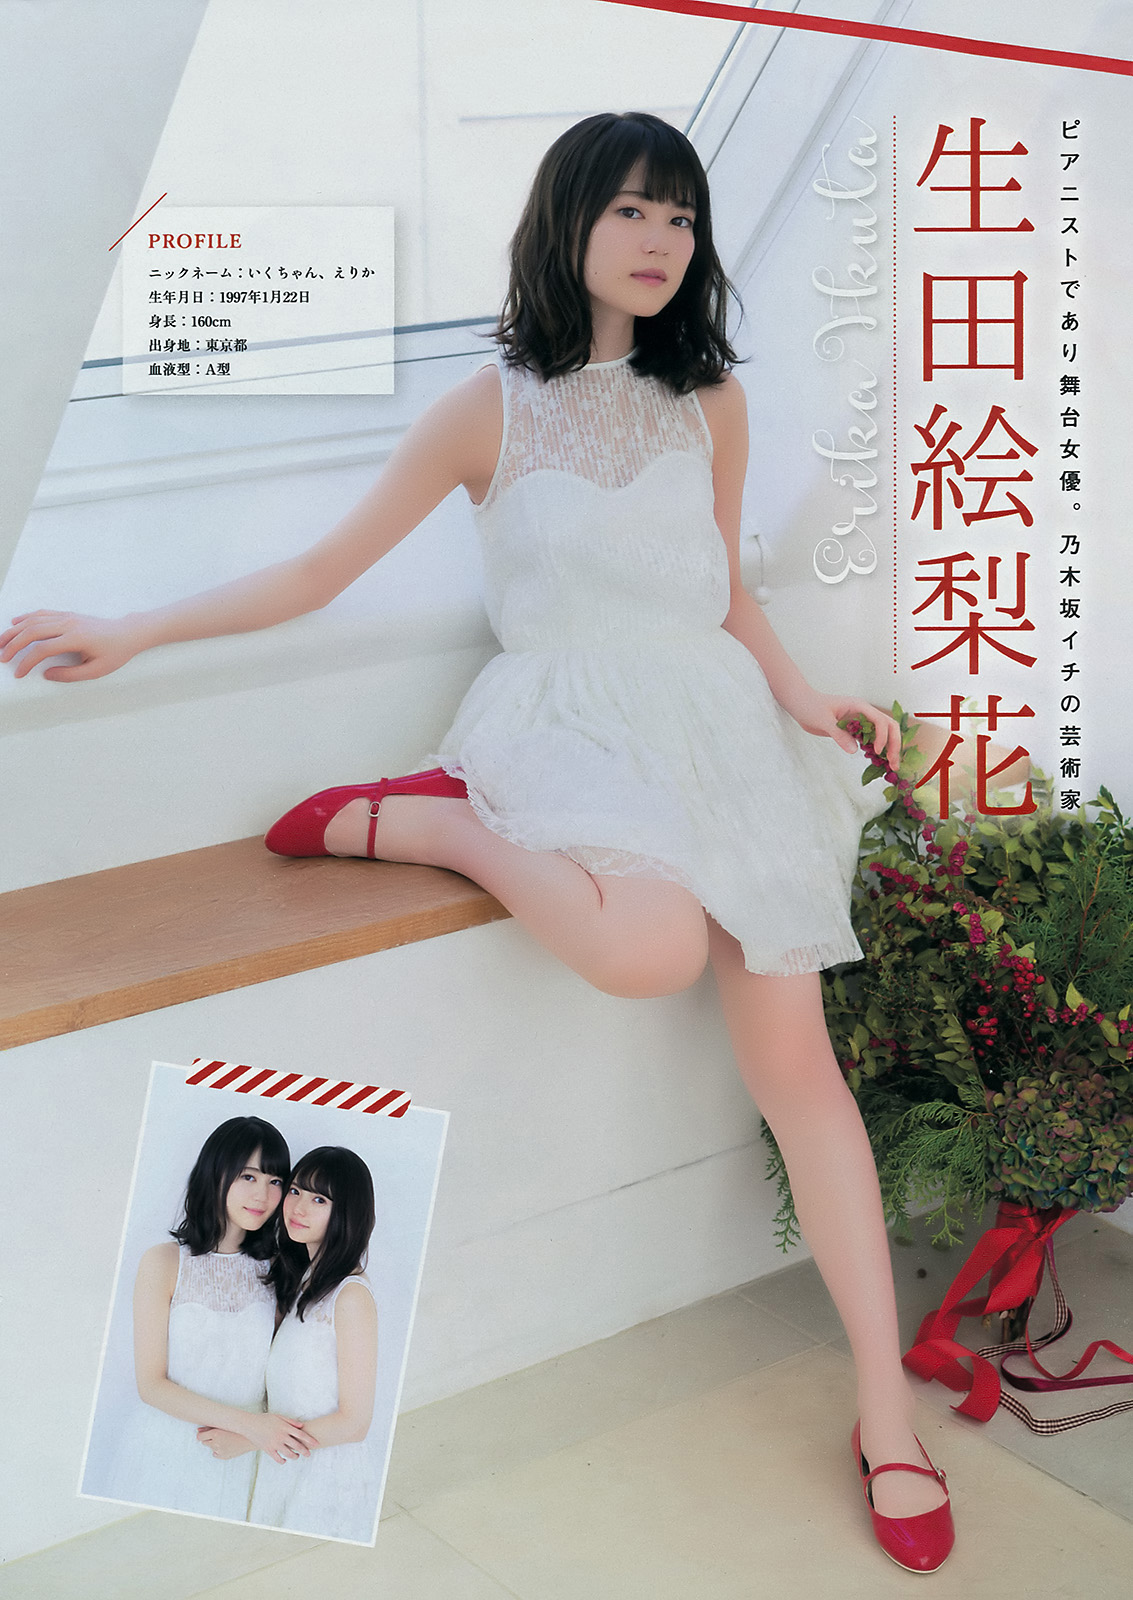 ピアニストであり舞台女優。乃木坂イチの芸術家
生田絵梨花
Erika Ikuta
PROFILE
ニックネーム：いくちゃん、えりか
生年月日：1997年1月22日
身長：160cm
出身地：東京都
血液型：A型